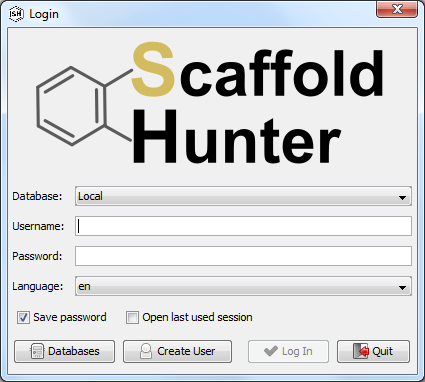 SH Login
Scaffold
Hunter
Database: Local
Username:
Password:
Language: en
Save password Open last used session
Databases Create User Log In Quit